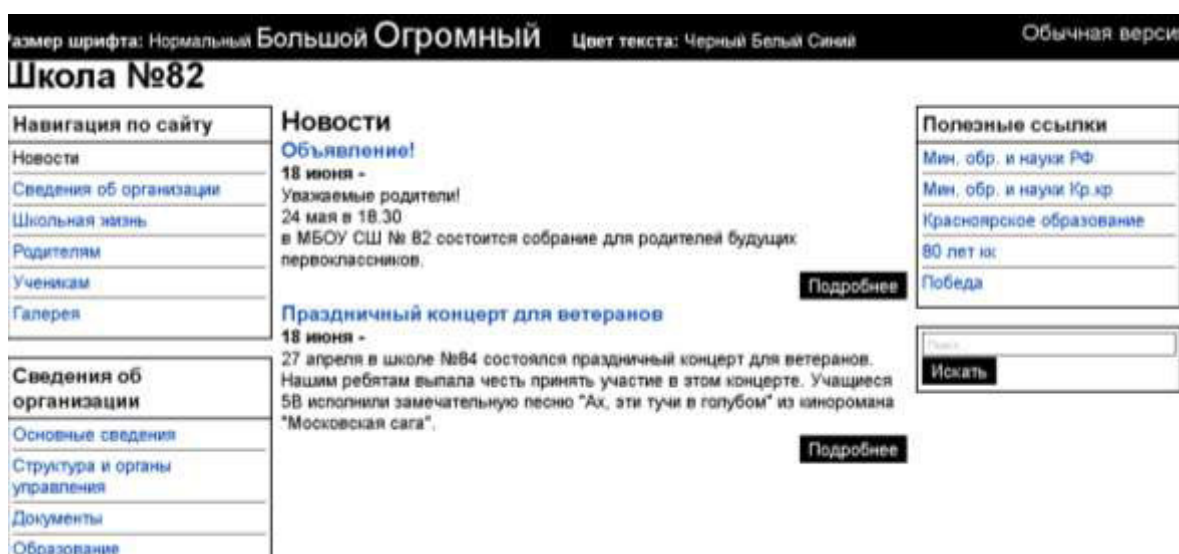 Размер шрифта: Нормальный Большой Огромный Цвет текста: Черный Белый Синий Обычная верси
Школа №82
Навигация по сайту
Новости
Сведения об организации
Школьная жизнь
Родителям
Ученикам
Галерея
Сведения об
организации
Основные сведения
Структура и органы
управления
Документы
Образование
Новости
Объявление!
18 июня -
Уважаемые родители!
24 мая в 18.30
в МБОУ СШ № 82 состоится собрание для родителей будущих
первоклассников.
Подробнее
Праздничный концерт для ветеранов
18 июня -
27 апреля в школе №84 состоялся праздничный концерт для ветеранов.
Нашим ребятам выпала честь принять участие в этом концерте. Учащиеся
5В исполнили замечательную песню "Ах, эти тучи в голубом" из киноромана
"Московская сага".
Подробнее
Полезные ссылки
Мин. обр. и науки РФ
Мин. обр. и науки Кр.кр
Красноярское образование
80 лет кк
Победа
Поиск...
Искать